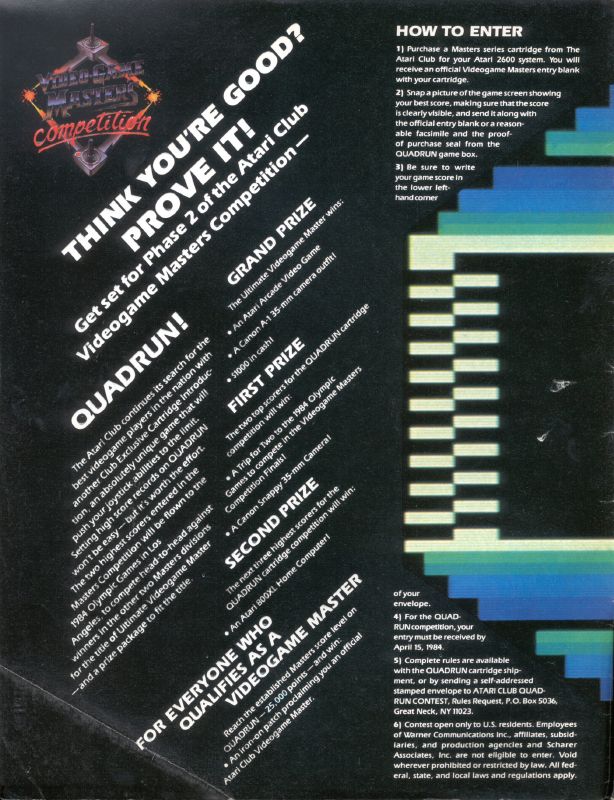 VIDEO GAME
MASTERS
competition
THINK YOU'RE GOOD?
PROVE IT!
Get set for Phase 2 of the Atari Club
Videogame Masters Competition —
QUADRUN!
The Atari Club continues its search for the
best videogame players in the nation with
another Club Exclusive Cartridge Introduc-
tion, an absolutely unique game that will
push your joystick abilities to the limit.
Setting high score records on QUADRUN
won't be easy — but it's worth the effort.
The two highest scorers entered in the
Masters Competition will be flown to the
1984 Olympic Games in Los
Angeles, to compete head-to-head against
winners in the other two Masters divisions
for the title of Ultimate Videogame Master
— and a prize package to fit the title.
GRAND PRIZE
The Ultimate Videogame Master wins:
• An Atari Arcade Video Game
• A Canon A-1 35 mm camera outfit!
• $1000 in cash!
FIRST PRIZE
The two top scorers for the QUADRUN cartridge
competition will win:
• A Trip for Two to the 1984 Olympic
Games to compete in the Videogame Masters
Competition Finals!
• A Canon Snappy 35-mm Camera!
SECOND PRIZE
The next three highest scorers for the
QUADRUN cartridge competition will win:
• An Atari 800XL Home Computer!
FOR EVERYONE WHO
QUALIFIES AS A
VIDEOGAME MASTER
Reach the established Masters score level on
QUADRUN — 25,000 points — and win:
• An iron-on patch proclaiming you an official
Atari Club Videogame Master.
HOW TO ENTER
1) Purchase a Masters series cartridge from The
Atari Club for your Atari 2600 system. You will
receive an official Videogame Masters entry blank
with your cartridge.
2) Snap a picture of the game screen showing
your best score, making sure that the score
is clearly visible, and send it along with
the official entry blank or a reason-
able facsimile and the proof-
of purchase seal from the
QUADRUN game box.
3) Be sure to write
your game score in
the lower left-
hand corner
of your
envelope.
4) For the QUAD-
RUN competition, your
entry must be received by
April 15, 1984.
5) Complete rules are available
with the QUADRUN cartridge ship-
ment, or by sending a self-addressed
stamped envelope to ATARI CLUB QUAD-
RUN CONTEST, Rules Request, P.O. Box 5036,
Great Neck, NY 11023.
6) Contest open only to U.S. residents. Employees
of Warner Communications Inc., affiliates, subsid-
iaries, and production agencies and Scharer
Associates, Inc. are not eligible to enter. Void
wherever prohibited or restricted by law. All fed-
eral, state, and local laws and regulations apply.